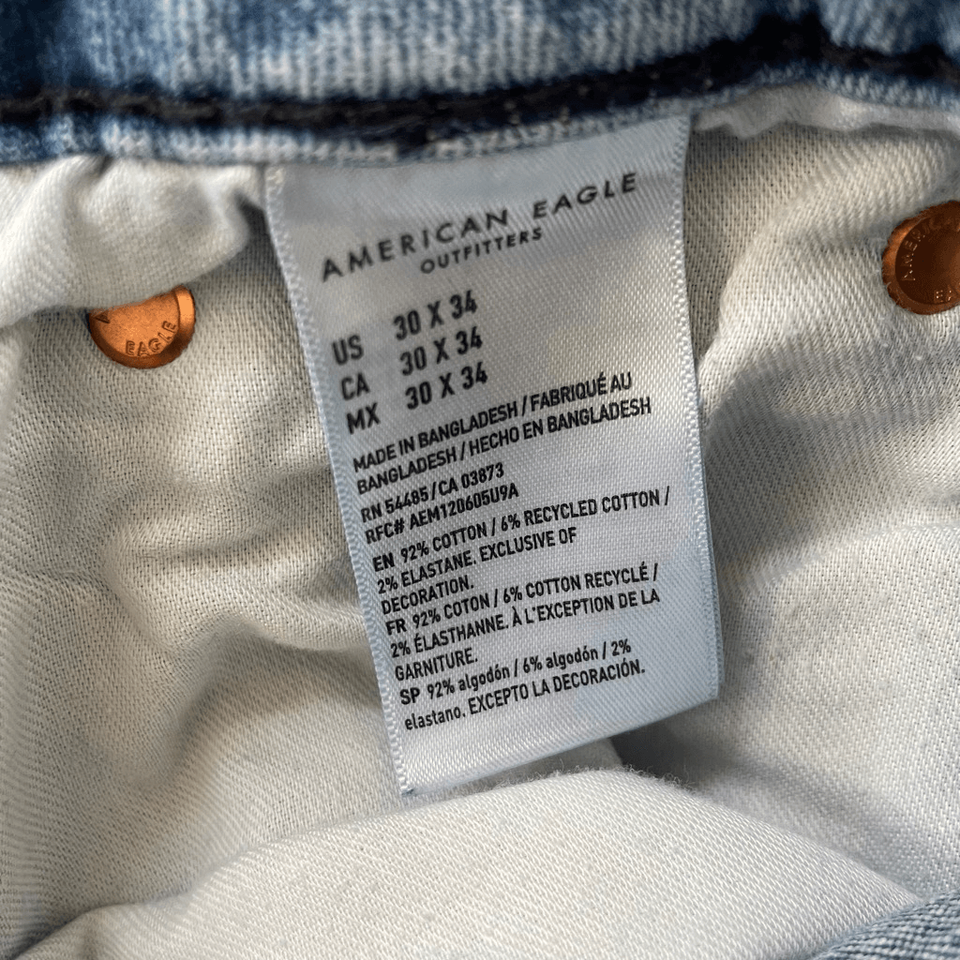 AMERICAN EAGLE
OUTFITTERS
US 30 X 34
CA 30 X 34
MX 30 X 34
MADE IN BANGLADESH / FABRIQUÉ AU
BANGLADESH / HECHO EN BANGLADESH
RN 54485/CA 03873
RFC# AEM120605U9A
EN 92% COTTON / 6% RECYCLED COTTON /
2% ELASTANE. EXCLUSIVE OF
DECORATION.
FR 92% COTON / 6% COTTON RECYCLÉ /
2% ÉLASTHANNE. À L'EXCEPTION DE LA
GARNITURE.
SP 92% algodón / 6% algodón / 2%
elastano. EXCEPTO LA DECORACIÓN.
EAGLE